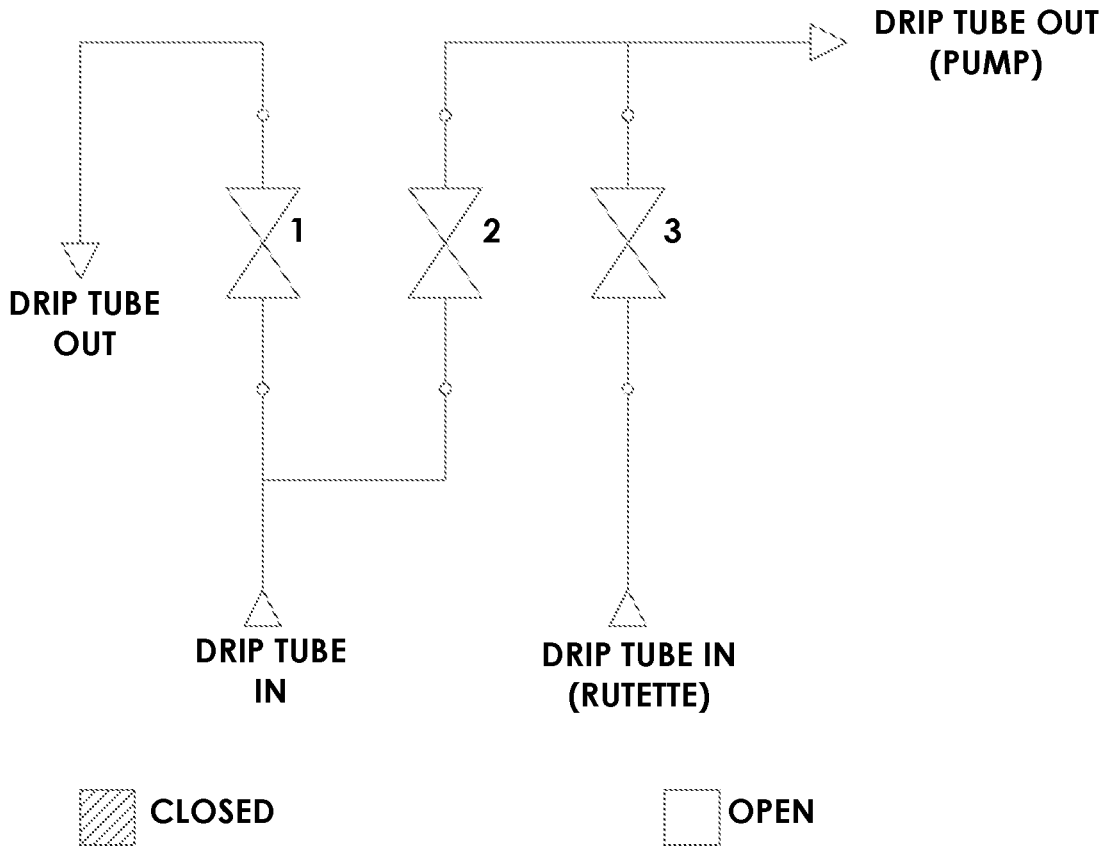 DRIP TUBE OUT
(PUMP)
1
2
3
DRIP TUBE
OUT
DRIP TUBE
IN
DRIP TUBE IN
(RUTETTE)
CLOSED
OPEN